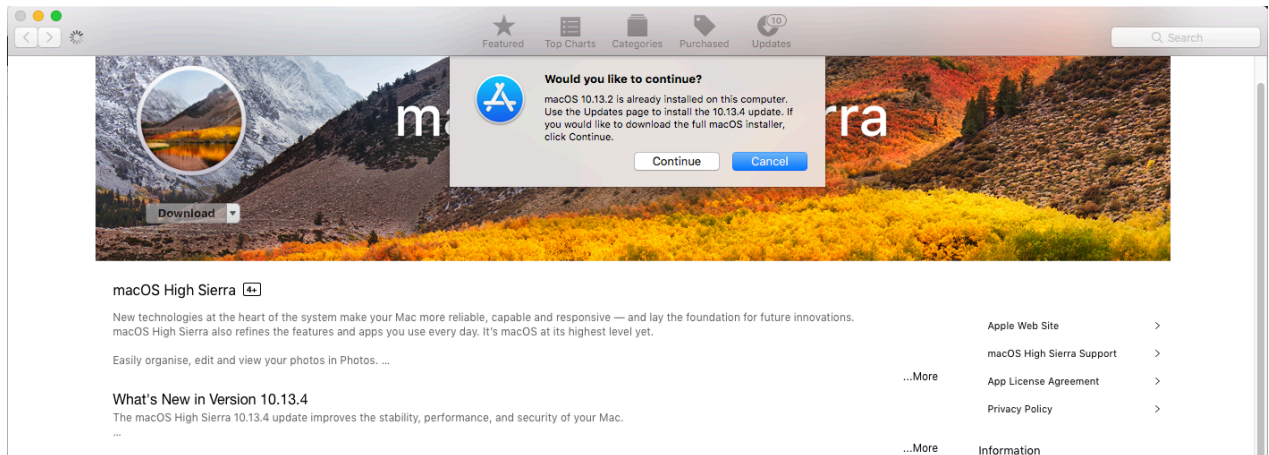 10
Featured Top Charts Categories Purchased Updates
Search
Would you like to continue?
macOS 10.13.2 is already installed on this computer.
Use the Updates page to install the 10.13.4 update. If
you would like to download the full macOS installer,
click Continue.
Continue Cancel
Download
macOS High Sierra 4+
New technologies at the heart of the system make your Mac more reliable, capable and responsive — and lay the foundation for future innovations.
macOS High Sierra also refines the features and apps you use every day. It's macOS at its highest level yet.
Easily organise, edit and view your photos in Photos. ...
...More
What's New in Version 10.13.4
The macOS High Sierra 10.13.4 update improves the stability, performance, and security of your Mac.
...
...More
Apple Web Site
macOS High Sierra Support
App License Agreement
Privacy Policy
Information